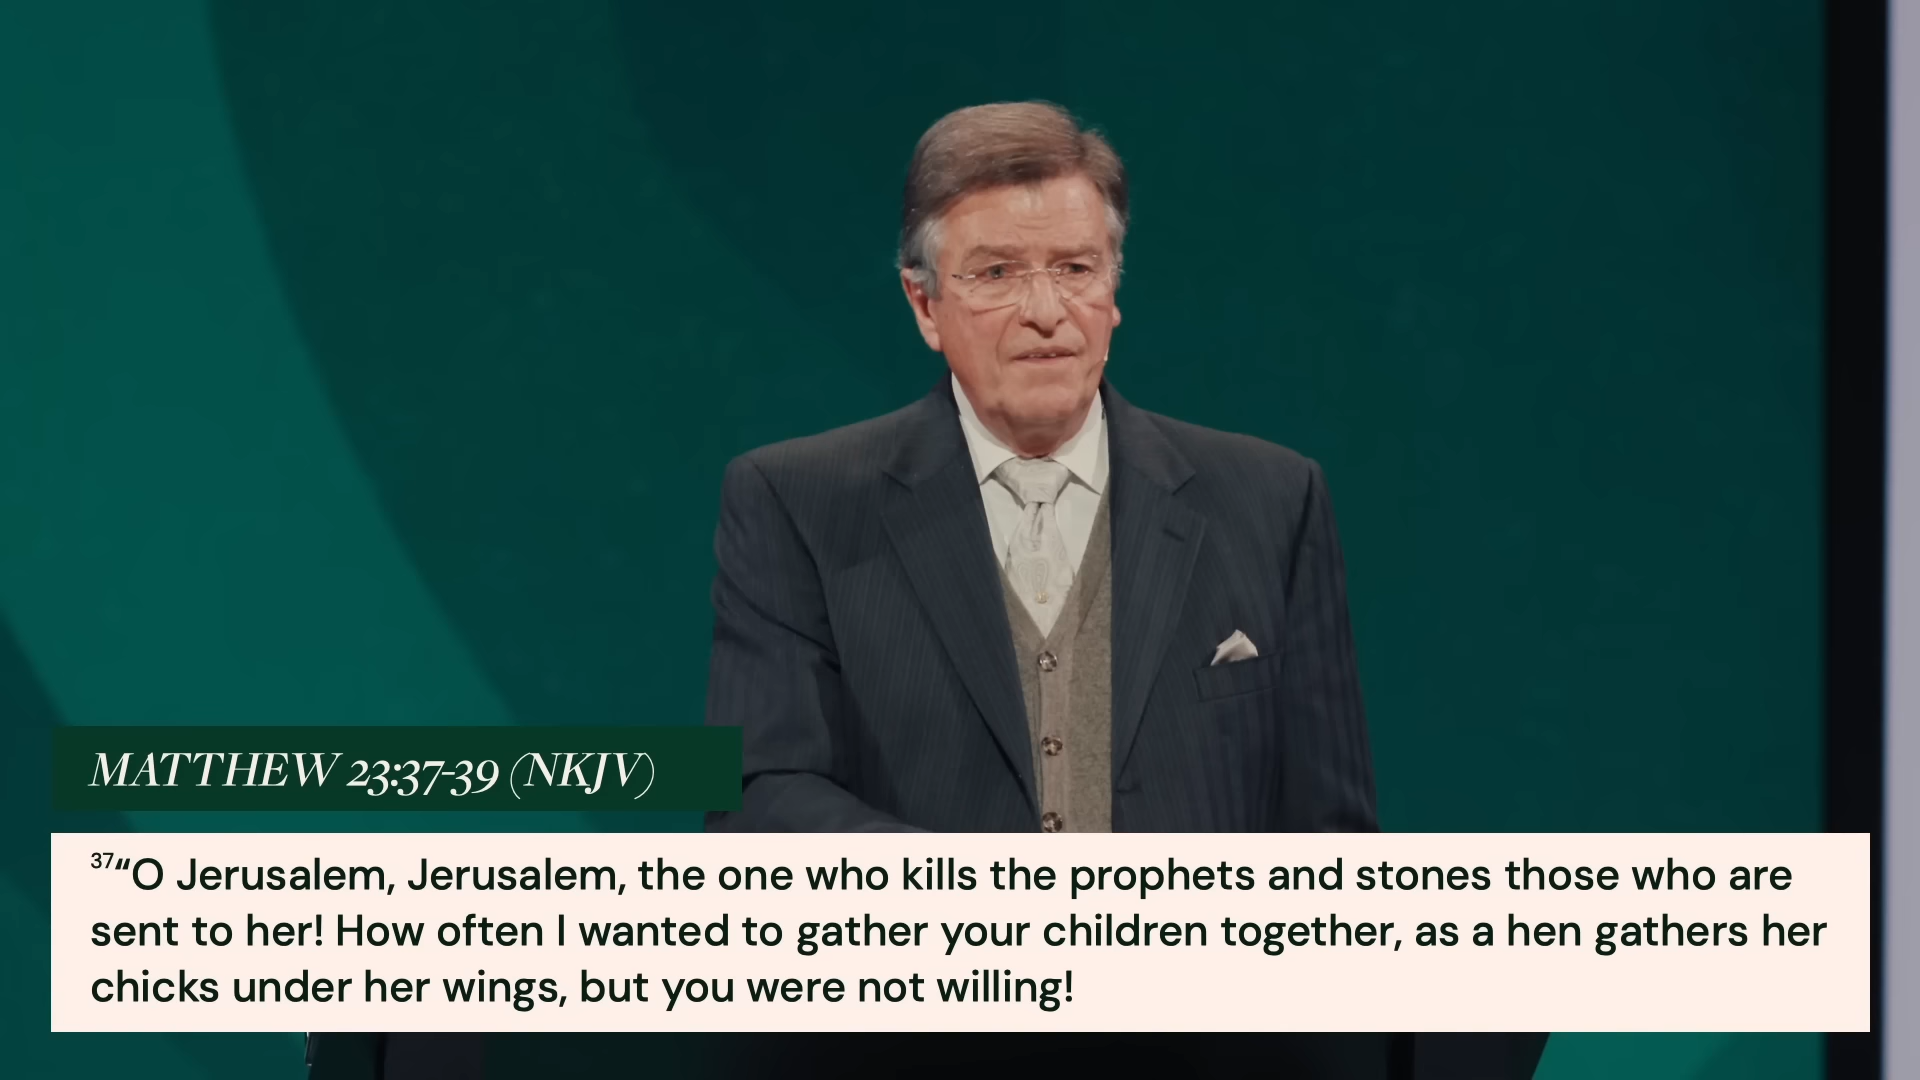 MATTHEW 23:37-39 (NKJV)
37“O Jerusalem, Jerusalem, the one who kills the prophets and stones those who are
sent to her! How often I wanted to gather your children together, as a hen gathers her
chicks under her wings, but you were not willing!